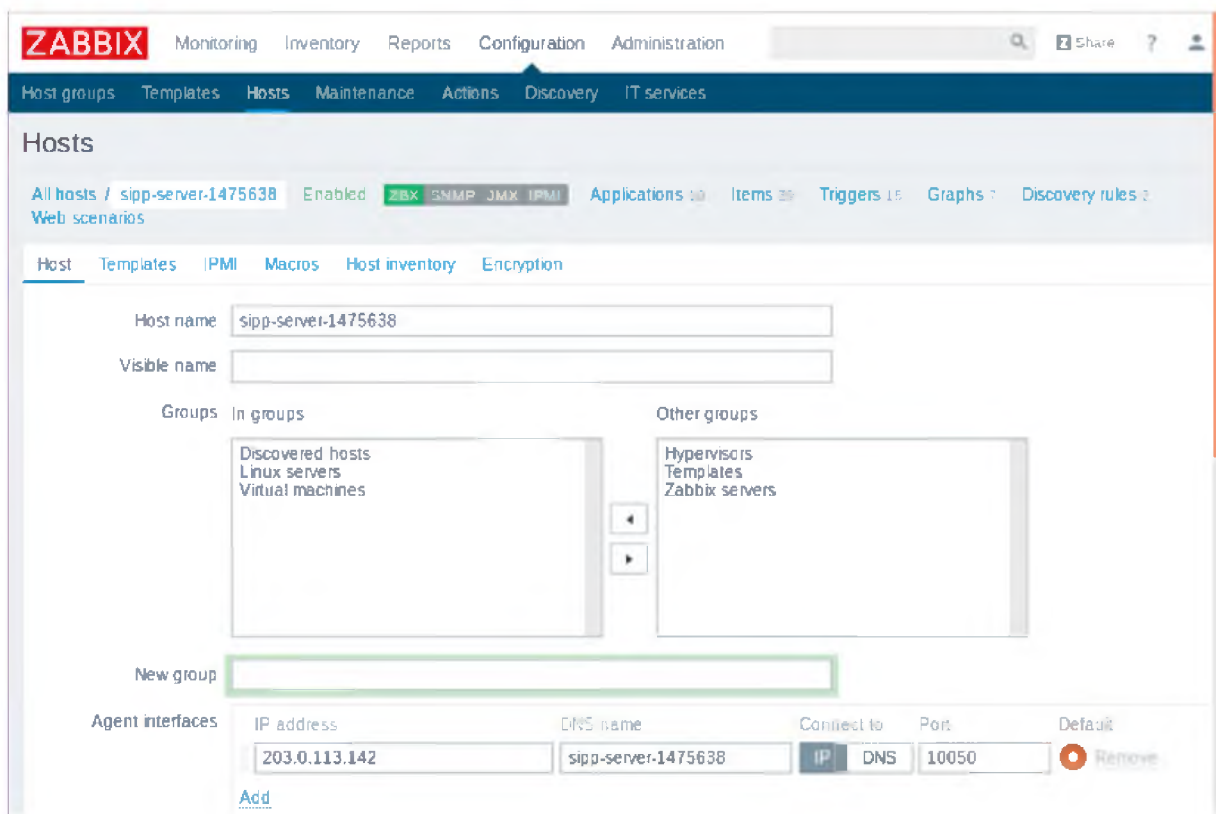 ZABBIX Monitoring Inventory Reports Configuration Administration Share ?
Host groups Templates Hosts Maintenance Actions Discovery IT services
Hosts
All hosts / sipp-server-1475638 Enabled ZBX SNMP JMX IPMI Applications Items Triggers 15 Graphs Discovery rules
Web scenarios
Host Templates IPMI Macros Host inventory Encryption
Host name sipp-server-1475638
Visible name
Groups In groups Other groups
Discovered hosts Hypervisors
Linux servers Templates
Virtual machines Zabbix servers
New group
Agent interfaces IP address DNS name Connect to Port Default
203.0.113.142 sipp-server-1475638 IP DNS 10050 Remove
Add